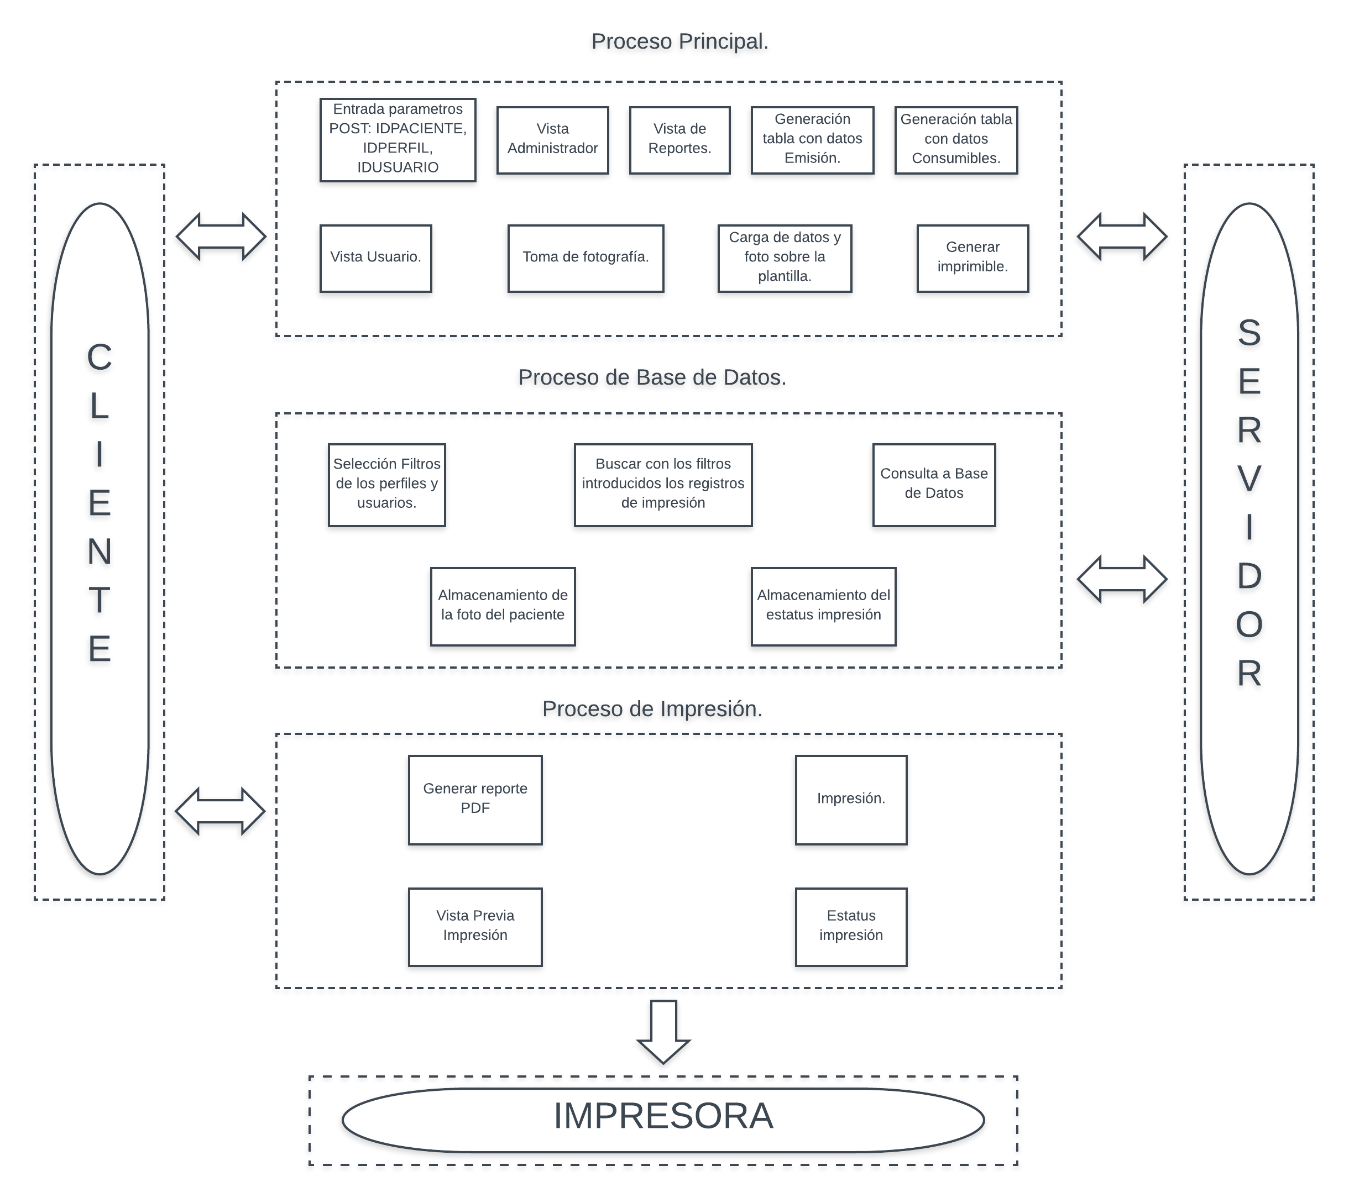 Proceso Principal.
Entrada parametros
POST: IDPACIENTE,
IDPERFIL,
IDUSUARIO
Vista
Administrador
Vista de
Reportes.
Generación
tabla con datos
Emisión.
Generación tabla
con datos
Consumibles.
Vista Usuario.
Toma de fotografía.
Carga de datos y
foto sobre la
plantilla.
Generar
imprimible.
C
L
I
E
N
T
E
S
E
R
V
I
D
O
R
Proceso de Base de Datos.
Selección Filtros
de los perfiles y
usuarios.
Buscar con los filtros
introducidos los registros
de impresión
Consulta a Base
de Datos
Almacenamiento de
la foto del paciente
Almacenamiento del
estatus impresión
Proceso de Impresión.
Generar reporte
PDF
Impresión.
Vista Previa
Impresión
Estatus
impresión
IMPRESORA